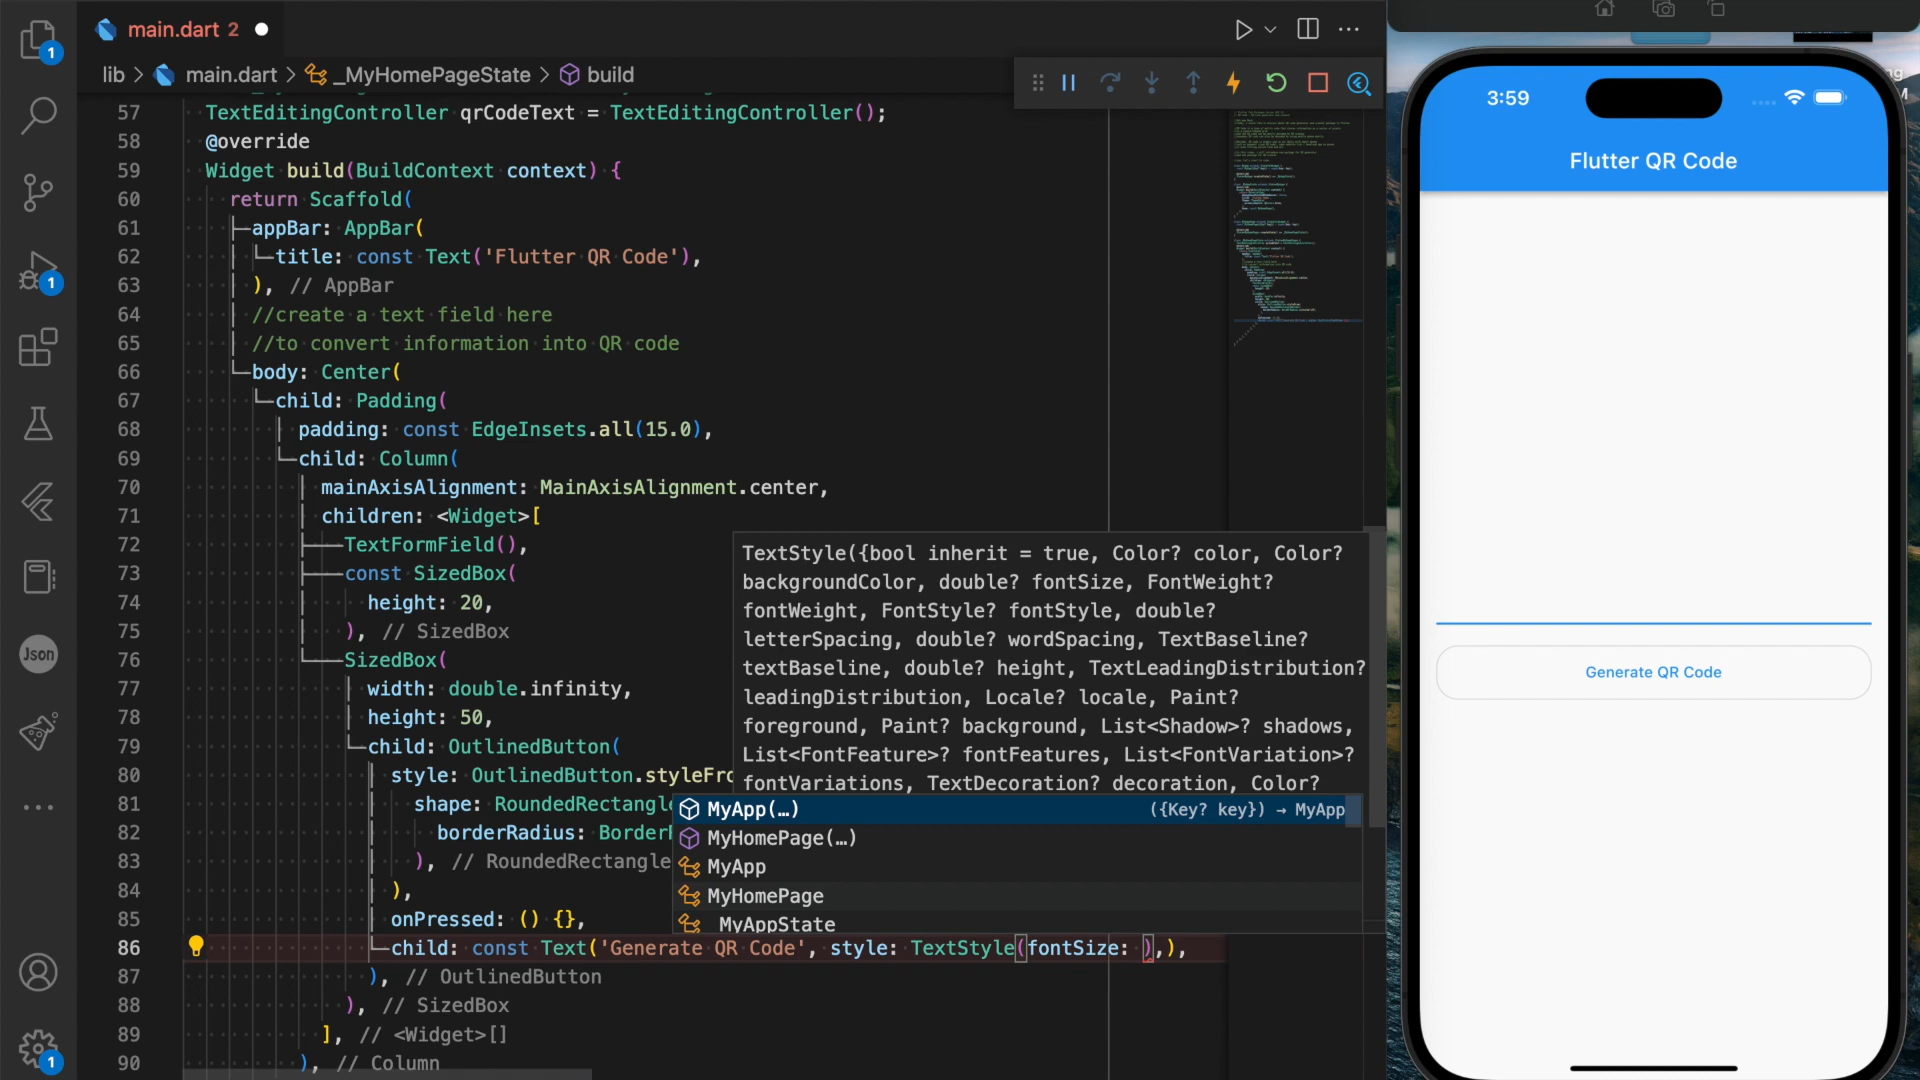 main.dart 2
lib > main.dart > _MyHomePageState > build
57 TextEditingController qrCodeText = TextEditingController();
58 @override
59 Widget build(BuildContext context) {
60 return Scaffold(
61 appBar: AppBar(
62 title: const Text('Flutter QR Code'),
63 ), // AppBar
64 //create a text field here
65 //to convert information into QR code
66 body: Center(
67 child: Padding(
68 padding: const EdgeInsets.all(15.0),
69 child: Column(
70 mainAxisAlignment: MainAxisAlignment.center,
71 children: <Widget>[
72 TextFormField(),
73 const SizedBox(
74 height: 20,
75 ), // SizedBox
76 SizedBox(
77 width: double.infinity,
78 height: 50,
79 child: OutlinedButton(
80 style: OutlinedButton.styleFro
81 shape: RoundedRectangle
82 borderRadius: Border
83 ), // RoundedRectangle
84 ),
85 onPressed: () {},
86 child: const Text('Generate QR Code', style: TextStyle(fontSize: ),),
87 ), // OutlinedButton
88 ), // SizedBox
89 ], // <Widget>[]
90 ), // Column
TextStyle({bool inherit = true, Color? color, Color?
backgroundColor, double? fontSize, FontWeight?
fontWeight, FontStyle? fontStyle, double?
letterSpacing, double? wordSpacing, TextBaseline?
textBaseline, double? height, TextLeadingDistribution?
leadingDistribution, Locale? locale, Paint?
foreground, Paint? background, List<Shadow>? shadows,
List<FontFeature>? fontFeatures, List<FontVariation>?
fontVariations, TextDecoration? decoration, Color?
MyApp(…) ({Key? key}) → MyApp
MyHomePage(…)
MyApp
MyHomePage
_MyAppState
1
1
Json
1
3:59
Flutter QR Code
Generate QR Code